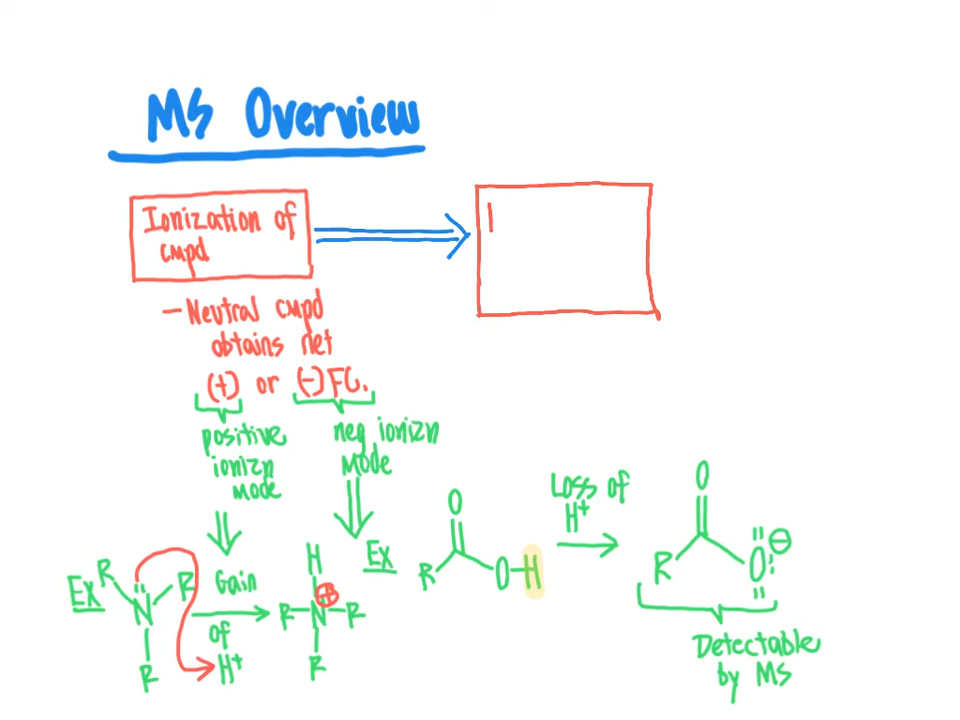 MS Overview
Ionization of
cmpd
– Neutral cmpd
obtains net
(+) or (-) FC.
positive
ionizn
mode
neg ionizn
mode
Loss of
H+
O
R
O-H
O
R
O
⊖
Ex
R
R
N
R
Gain
of
H+
H
⊕
R-N-R
R
Ex
Detectable
by MS